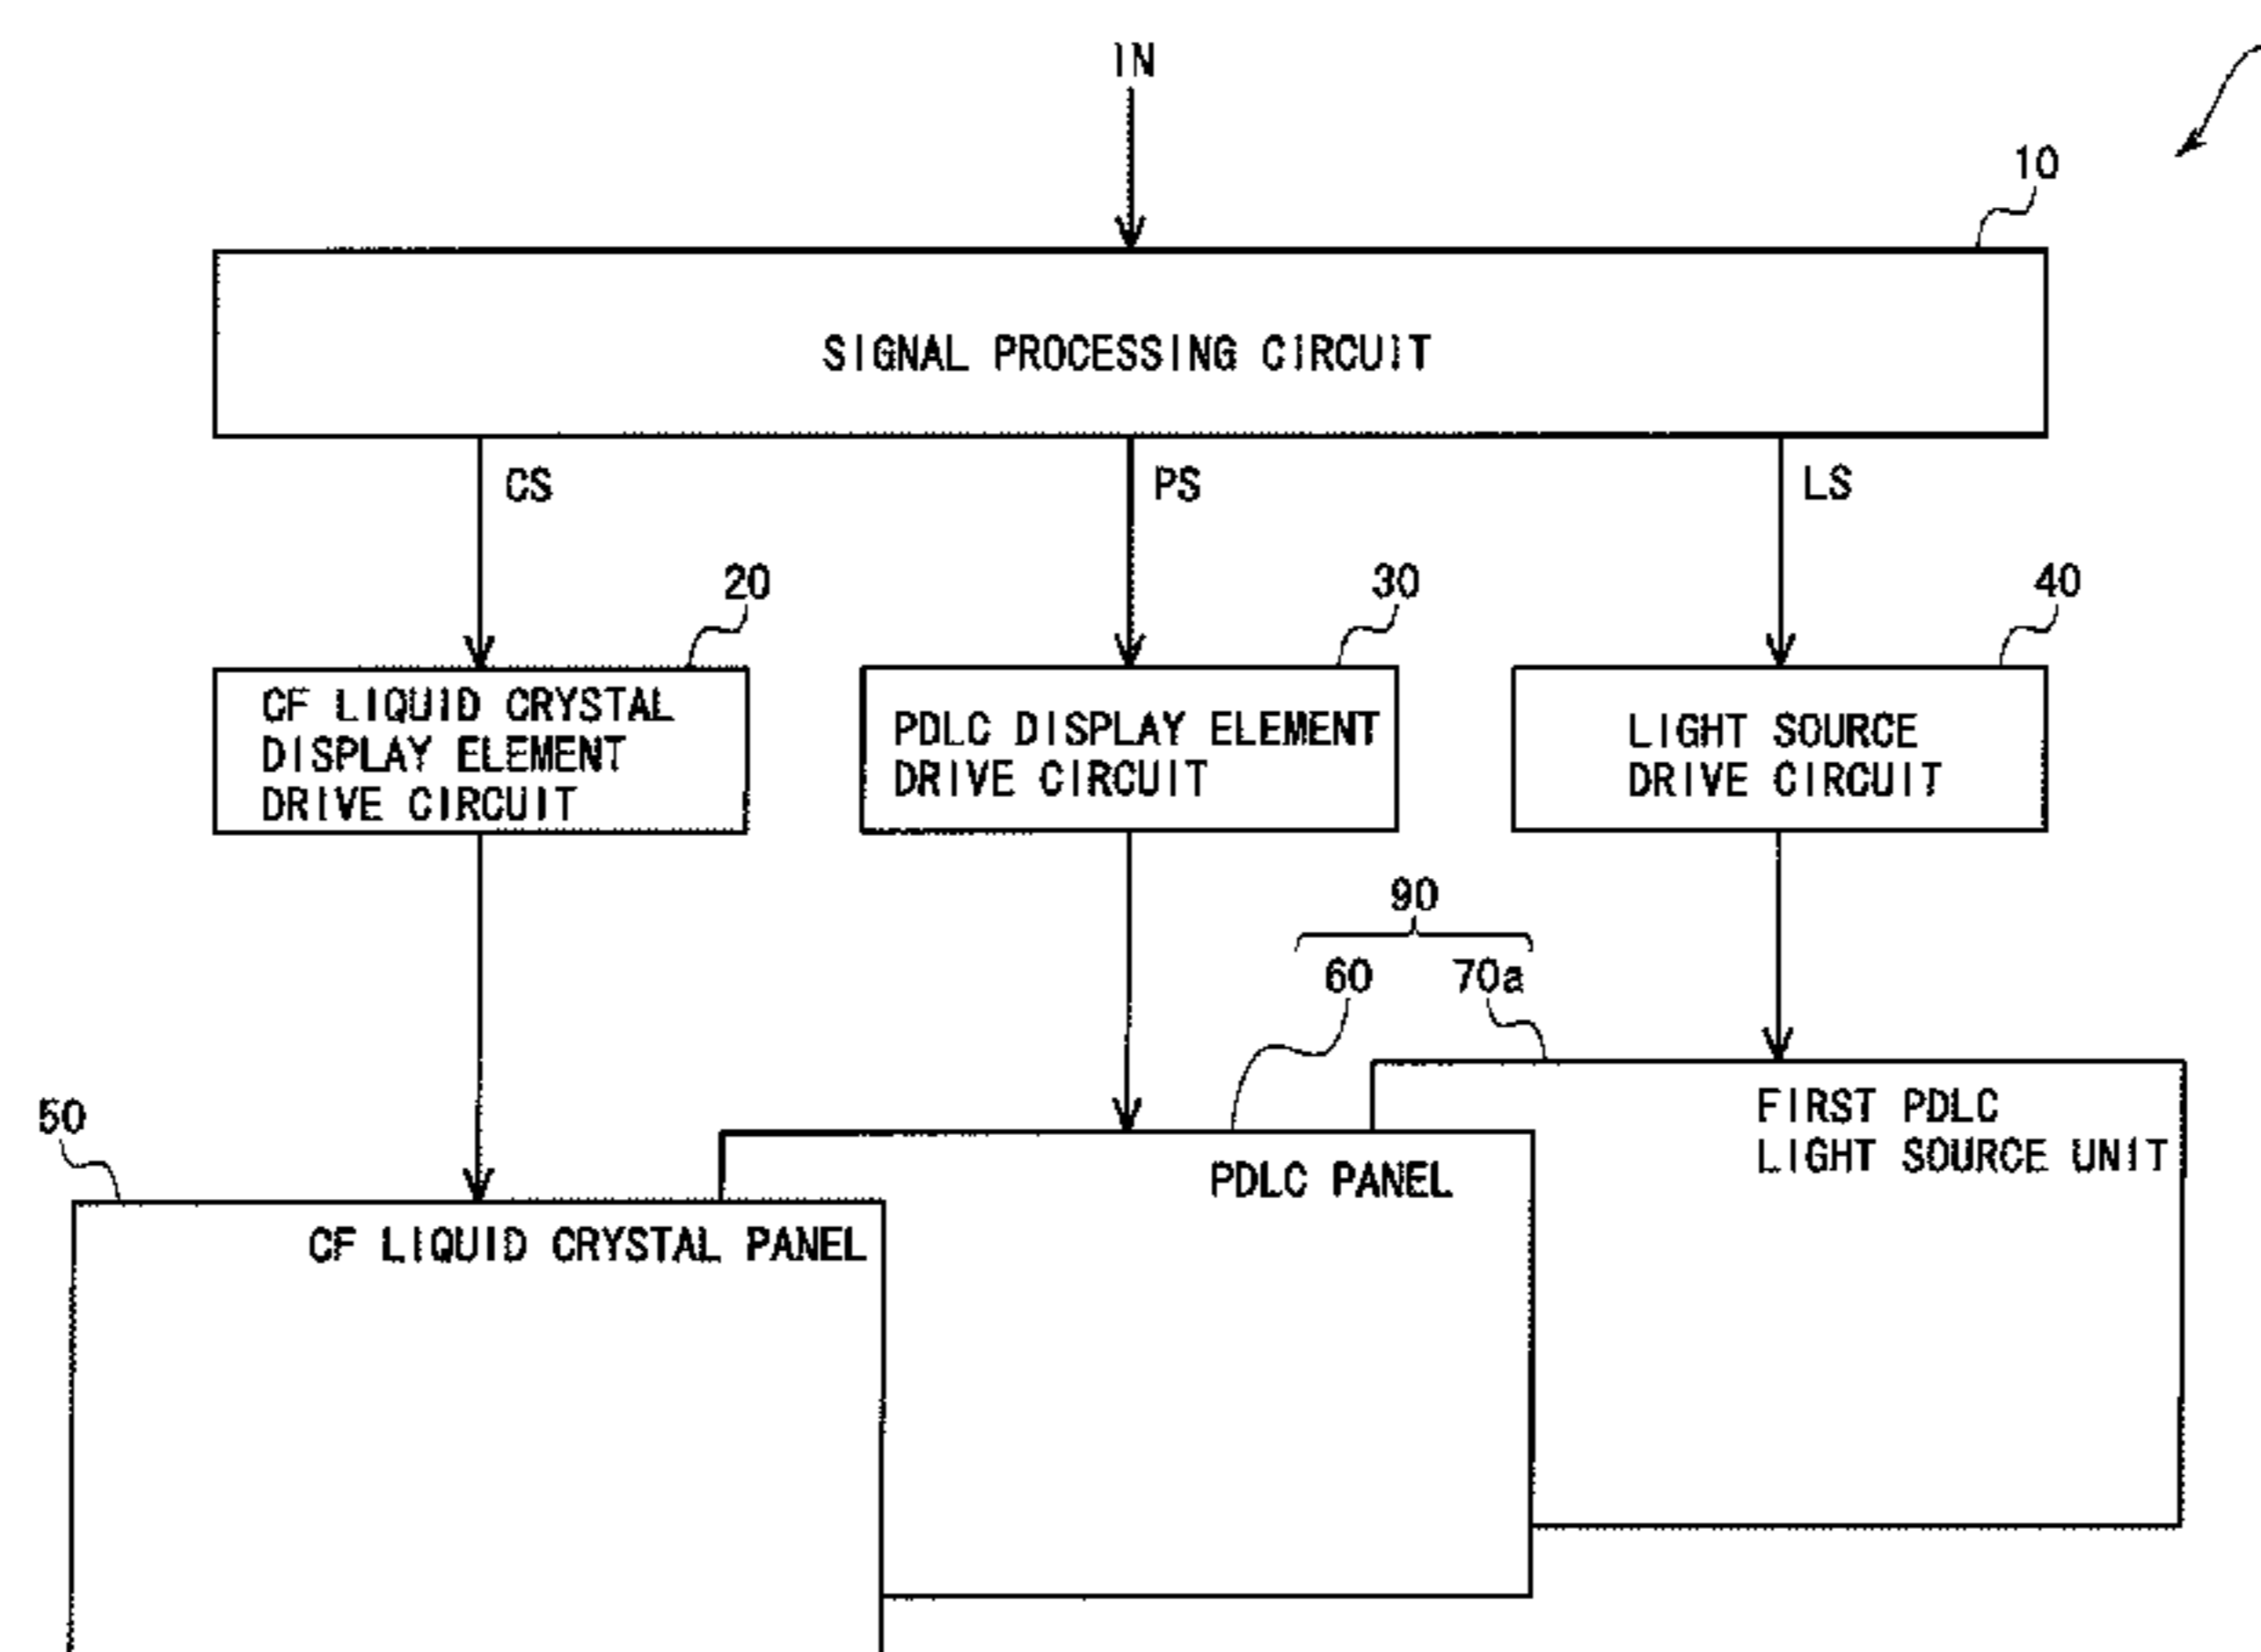 IN
10
SIGNAL PROCESSING CIRCUIT
CS
PS
LS
20
30
40
CF LIQUID CRYSTAL
DISPLAY ELEMENT
DRIVE CIRCUIT
PDLC DISPLAY ELEMENT
DRIVE CIRCUIT
LIGHT SOURCE
DRIVE CIRCUIT
90
60
70a
50
FIRST PDLC
LIGHT SOURCE UNIT
PDLC PANEL
CF LIQUID CRYSTAL PANEL